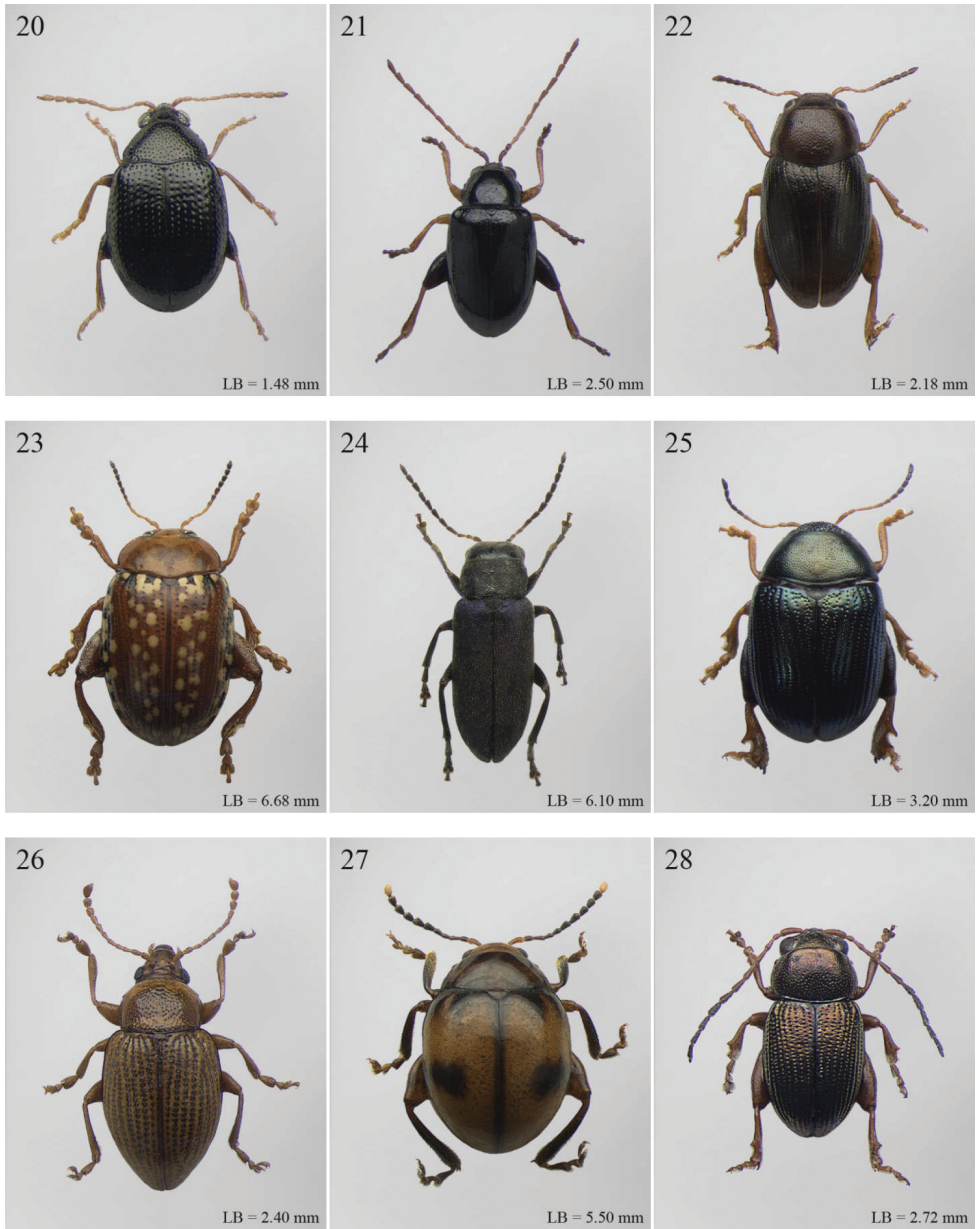 20
21
22
LB = 1.48 mm
LB = 2.50 mm
LB = 2.18 mm
23
24
25
LB = 6.68 mm
LB = 6.10 mm
LB = 3.20 mm
26
27
28
LB = 2.40 mm
LB = 5.50 mm
LB = 2.72 mm